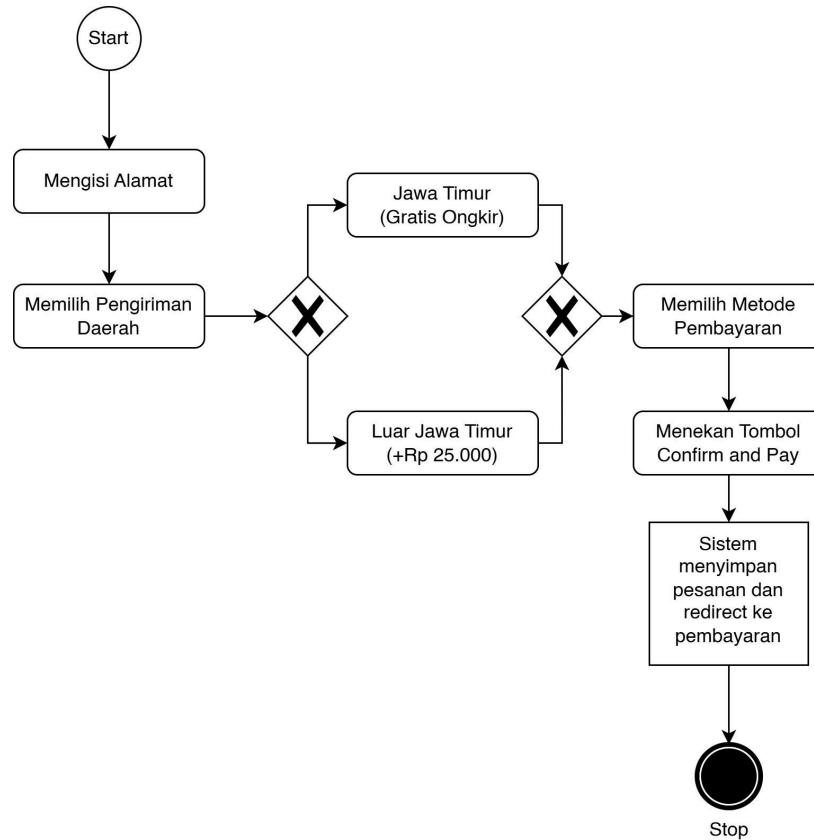 Start
Mengisi Alamat
Memilih Pengiriman
Daerah
Jawa Timur
(Gratis Ongkir)
Luar Jawa Timur
(+Rp 25.000)
Memilih Metode
Pembayaran
Menekan Tombol
Confirm and Pay
Sistem
menyimpan
pesanan dan
redirect ke
pembayaran
Stop